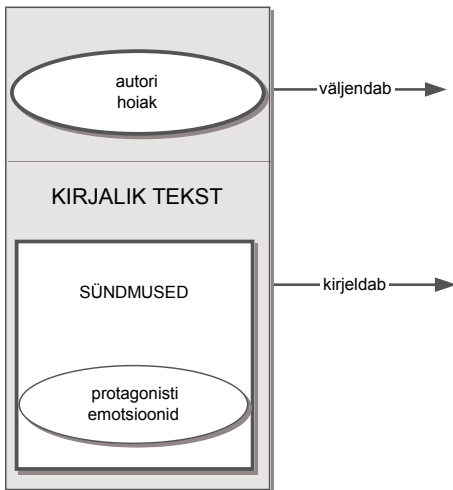 autori
hoiak
väljendab
KIRJALIK TEKST
SÜNDMUSED
kirjeldab
protagonisti
emotsioonid